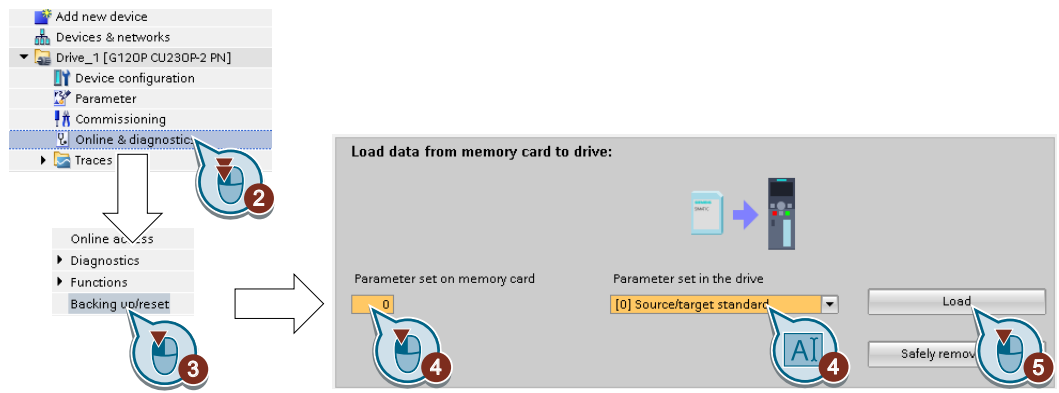 Add new device
Devices & networks
Drive_1 [G120P CU230P-2 PN]
Device configuration
Parameter
Commissioning
Online & diagnostics
Traces
2
Online access
Diagnostics
Functions
Backing up/reset
3
Load data from memory card to drive:
Parameter set on memory card
Parameter set in the drive
0
[0] Source/target standard
Load
Safely remov
4
AI
4
5